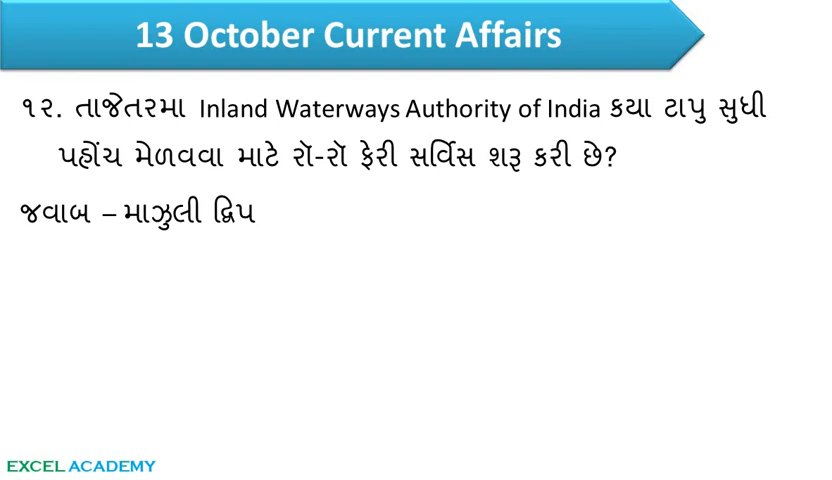 13 October Current Affairs
૧૨. તાજેતરમા Inland Waterways Authority of India કયા ટાપુ સુધી
પહોંચ મેળવવા માટે રૉ-રૉ ફેરી સર્વિસ શરૂ કરી છે?
જવાબ – માઝુલી દ્વિપ
EXCEL ACADEMY